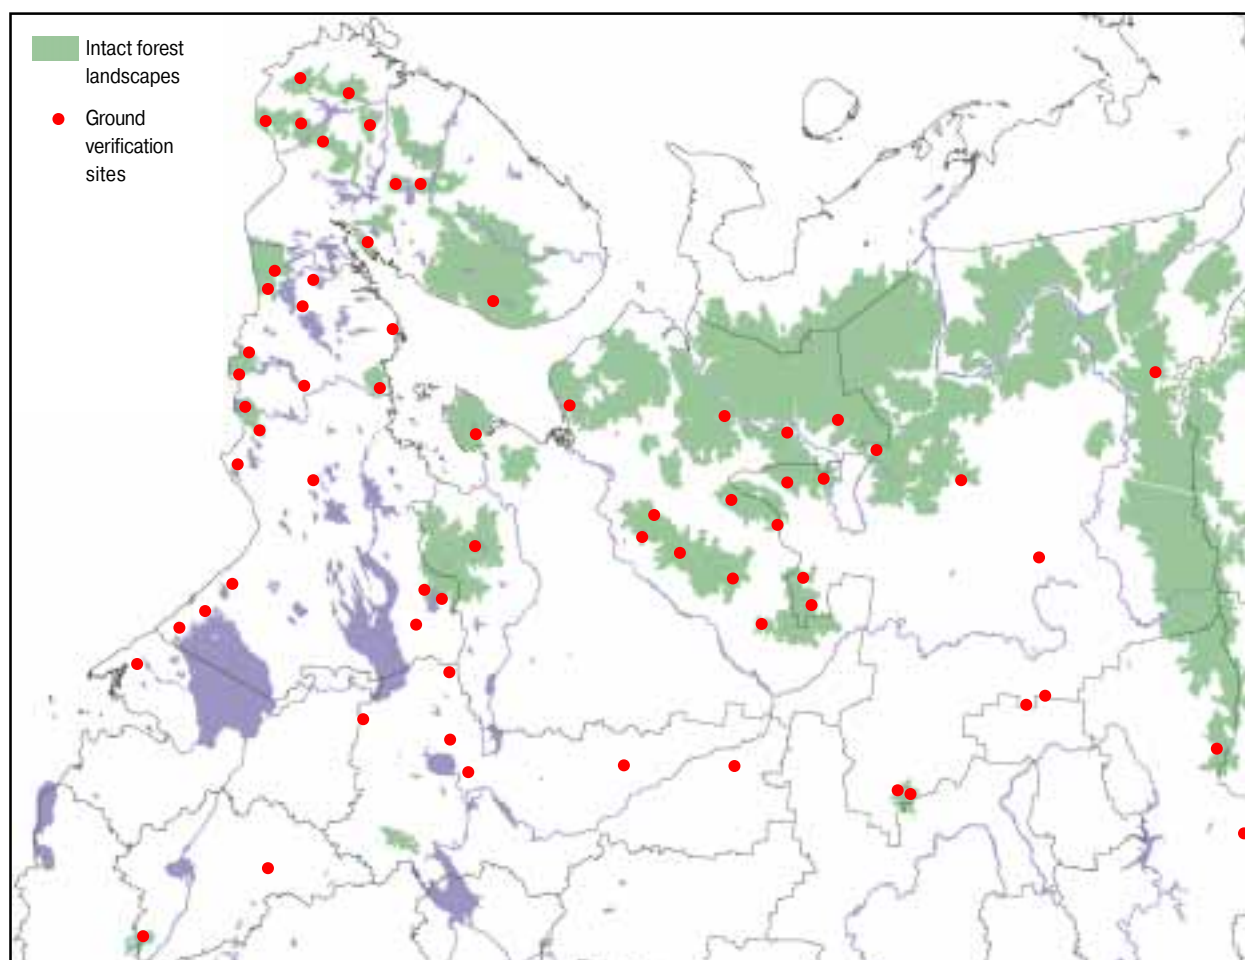 Intact forest
landscapes
Ground
verification
sites